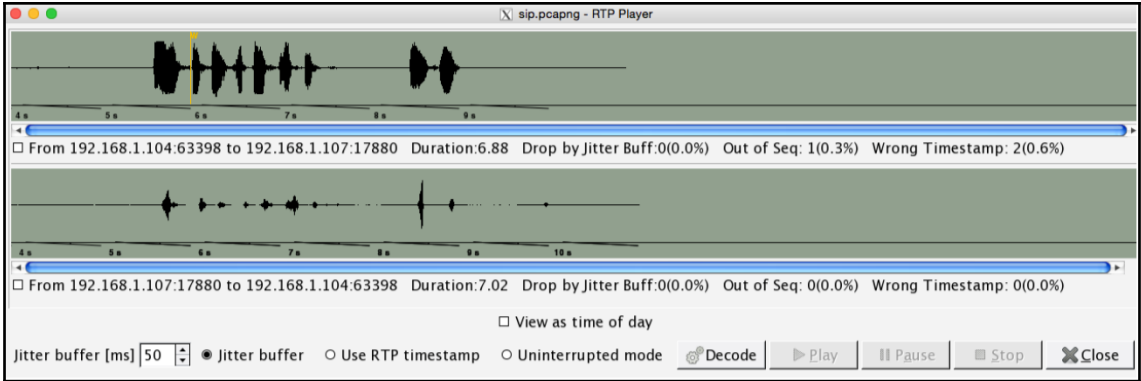 sip.pcapng - RTP Player
4 s 5 s 6 s 7 s 8 s 9 s
From 192.168.1.104:63398 to 192.168.1.107:17880 Duration:6.88 Drop by Jitter Buff:0(0.0%) Out of Seq: 1(0.3%) Wrong Timestamp: 2(0.6%)
4 s 5 s 6 s 7 s 8 s 9 s 10 s
From 192.168.1.107:17880 to 192.168.1.104:63398 Duration:7.02 Drop by Jitter Buff:0(0.0%) Out of Seq: 0(0.0%) Wrong Timestamp: 0(0.0%)
View as time of day
Jitter buffer [ms] 50 Jitter buffer Use RTP timestamp Uninterrupted mode Decode Play Pause Stop Close